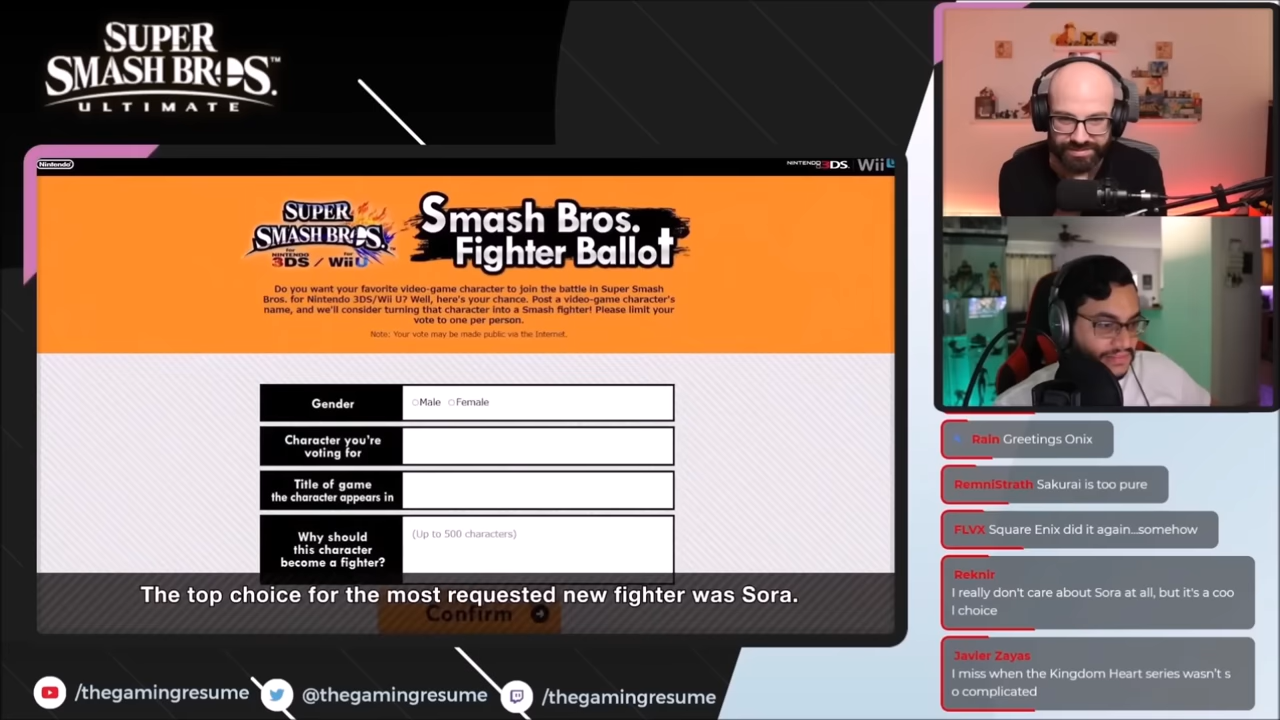 SUPER
SMASH BROS.™
ULTIMATE
Nintendo
NINTENDO 3DS. Wii U
SUPER
SMASH BROS.
for NINTENDO 3DS / for Wii U
Smash Bros.
Fighter Ballot
Do you want your favorite video-game character to join the battle in Super Smash
Bros. for Nintendo 3DS/Wii U? Well, here's your chance. Post a video-game character's
name, and we'll consider turning that character into a Smash fighter! Please limit your
vote to one per person.
Note: Your vote may be made public via the Internet.
Gender
Male Female
Character you're
voting for
Title of game
the character appears in
Why should
this character
become a fighter?
(Up to 500 characters)
The top choice for the most requested new fighter was Sora.
Confirm
/thegamingresume
@thegamingresume
/thegamingresume
Rain Greetings Onix
RemniStrath Sakurai is too pure
FLVX Square Enix did it again...somehow
Reknir
I really don't care about Sora at all, but it's a coo
l choice
Javier Zayas
I miss when the Kingdom Heart series wasn't s
o complicated